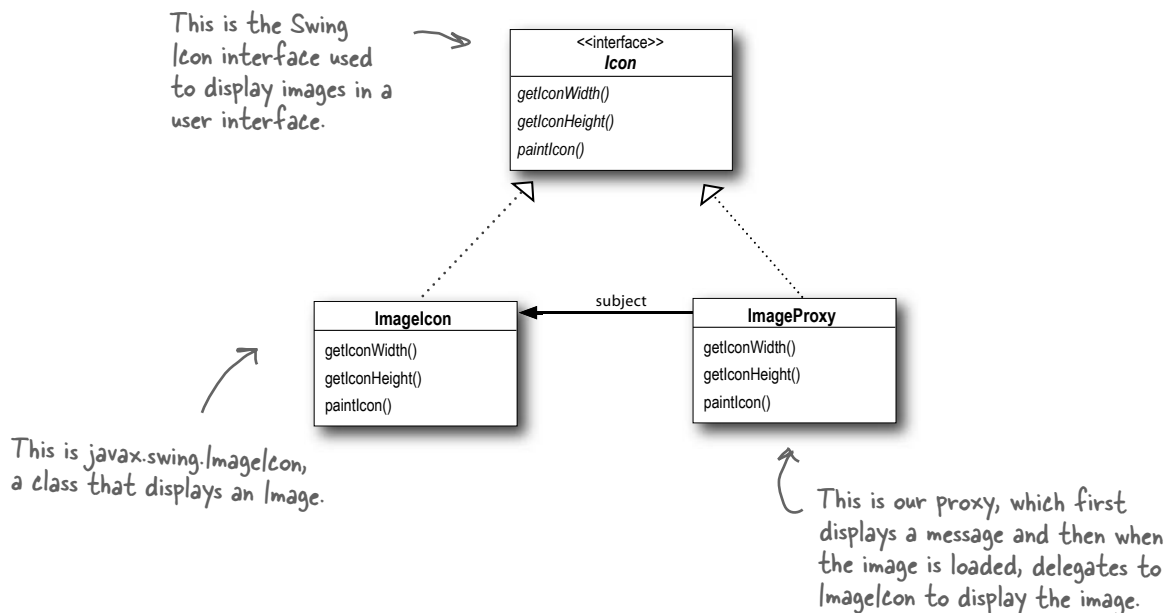 This is the Swing
Icon interface used
to display images in a
user interface.
<<interface>>
Icon
getIconWidth()
getIconHeight()
paintIcon()
subject
ImageIcon
getIconWidth()
getIconHeight()
paintIcon()
ImageProxy
getIconWidth()
getIconHeight()
paintIcon()
This is javax.swing.ImageIcon,
a class that displays an Image.
This is our proxy, which first
displays a message and then when
the image is loaded, delegates to
ImageIcon to display the image.